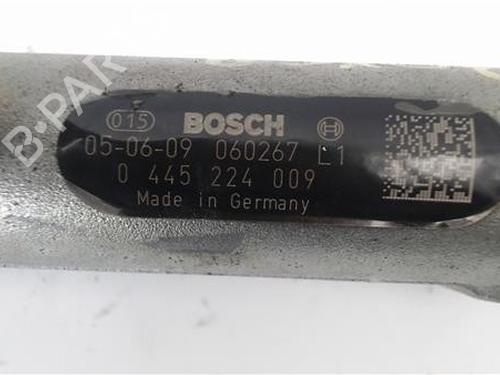 015 BOSCH
05-06-09 060267 L1
0 445 224 009
Made in Germany
B-PAR